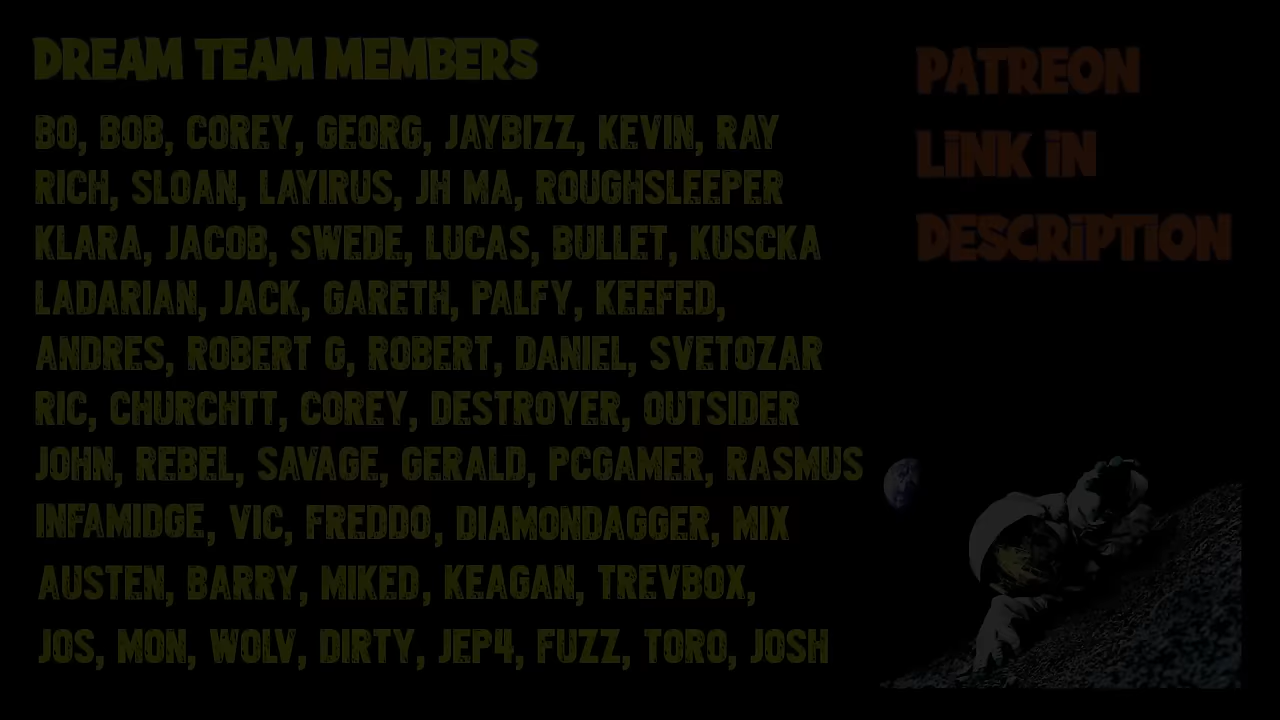 DREAM TEAM MEMBERS
BO, BOB, COREY, GEORG, JAYBIZZ, KEVIN, RAY
RICH, SLOAN, LAYIRUS, JH MA, ROUGHSLEEPER
KLARA, JACOB, SWEDE, LUCAS, BULLET, KUSCKA
LADARIAN, JACK, GARETH, PALFY, KEEFED,
ANDRES, ROBERT G, ROBERT, DANIEL, SVETOZAR
RIC, CHURCHTT, COREY, DESTROYER, OUTSIDER
JOHN, REBEL, SAVAGE, GERALD, PCGAMER, RASMUS
INFAMIDGE, VIC, FREDDO, DIAMONDAGGER, MIX
AUSTEN, BARRY, MIKED, KEAGAN, TREVBOX,
JOS, MON, WOLV, DIRTY, JEP4, FUZZ, TORO, JOSH
PATREON
LiNK iN
DESCRiPTiON